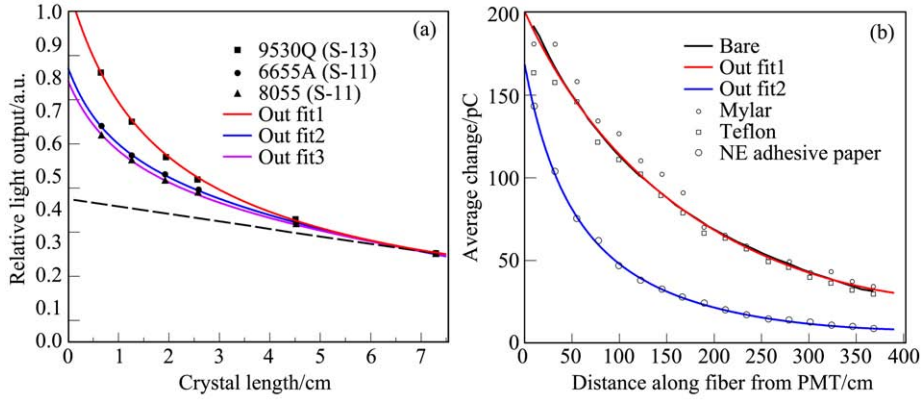 (a)
1.0
0.9
0.8
0.7
0.6
0.5
0.4
0.3
0.2
0.1
0
Relative light output/a.u.
9530Q (S-13)
6655A (S-11)
8055 (S-11)
Out fit1
Out fit2
Out fit3
0 1 2 3 4 5 6 7
Crystal length/cm
(b)
200
150
100
50
0
Average change/pC
Bare
Out fit1
Out fit2
Mylar
Teflon
NE adhesive paper
0 50 100 150 200 250 300 350 400
Distance along fiber from PMT/cm